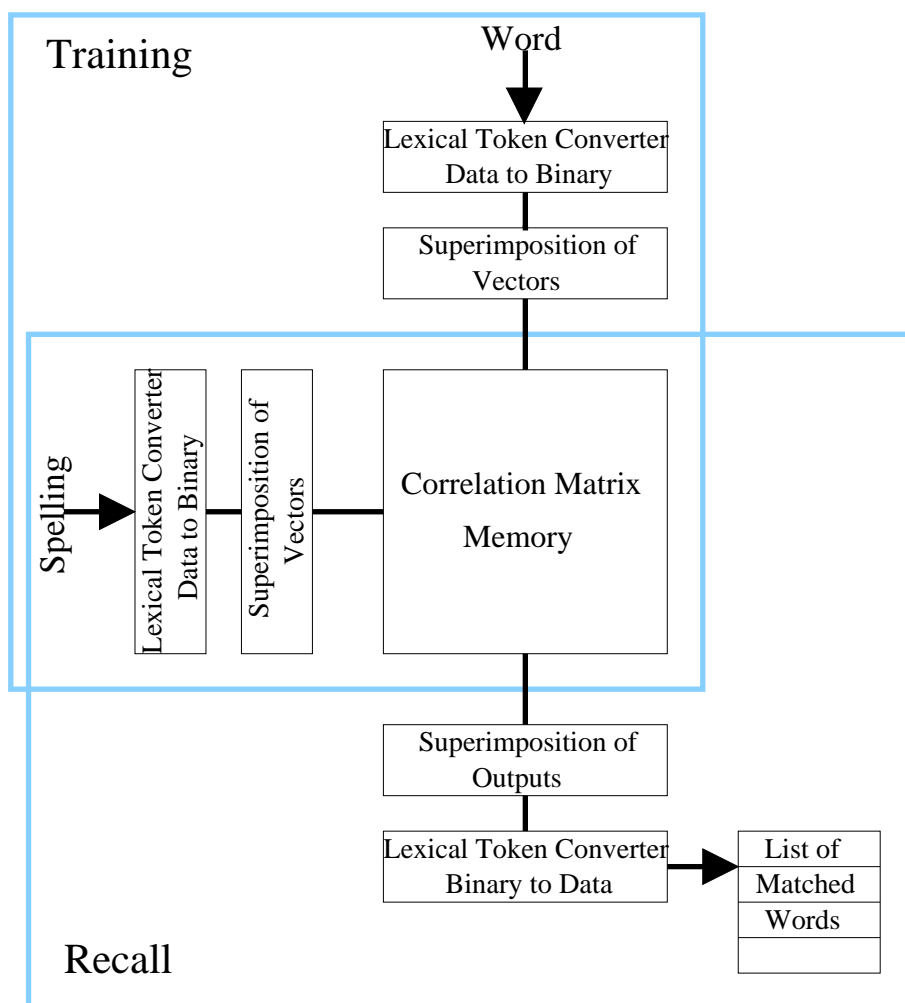 Training
Word
Lexical Token Converter
Data to Binary
Superimposition of
Vectors
Spelling
Lexical Token Converter
Data to Binary
Superimposition of
Vectors
Correlation Matrix
Memory
Superimposition of
Outputs
Lexical Token Converter
Binary to Data
List of
Matched
Words
Recall